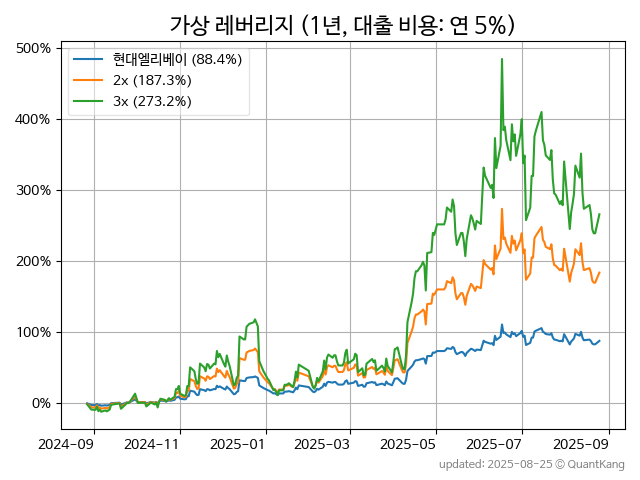 가상 레버리지 (1년, 대출 비용: 연 5%)
현대엘리베이 (88.4%)
2x (187.3%)
3x (273.2%)
500%
400%
300%
200%
100%
0%
2024-09 2024-11 2025-01 2025-03 2025-05 2025-07 2025-09
updated: 2025-08-25 © QuantKang